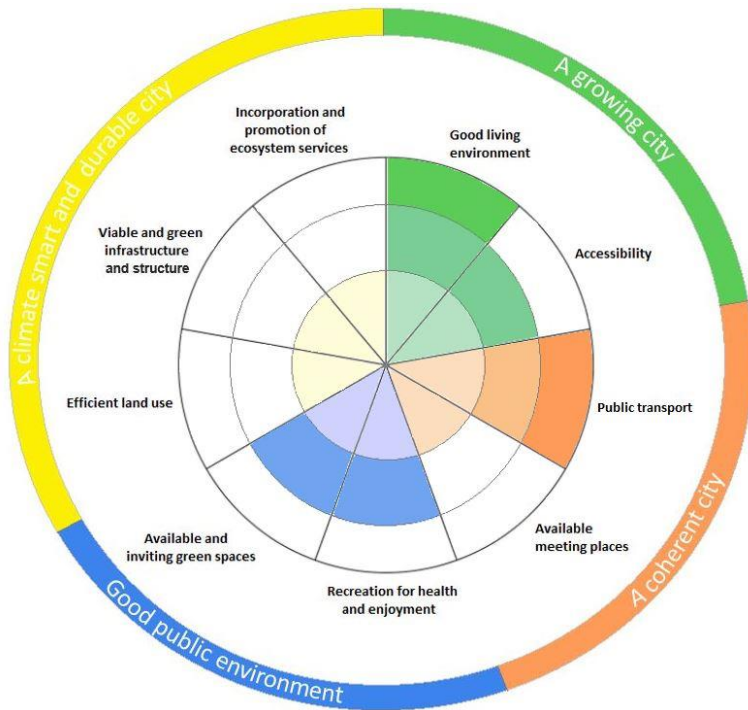 A climate smart and durable city
A growing city
A coherent city
Good public environment
Incorporation and
promotion of
ecosystem services
Good living
environment
Viable and green
infrastructure
and structure
Accessibility
Efficient land use
Public transport
Available and
inviting green spaces
Available
meeting places
Recreation for health
and enjoyment